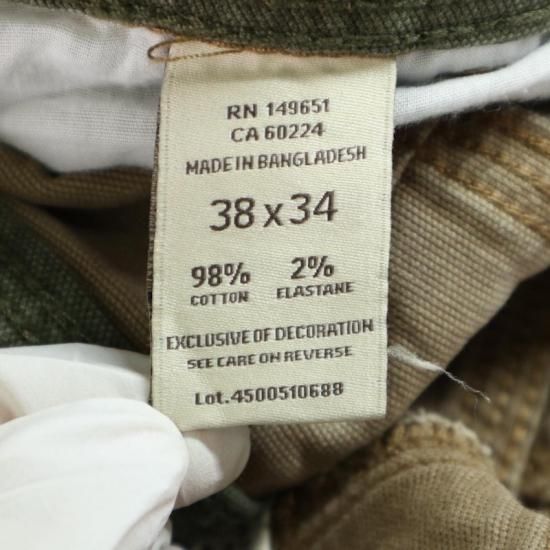 RN 149651
CA 60224
MADE IN BANGLADESH
38 x 34
98% 2%
COTTON ELASTANE
EXCLUSIVE OF DECORATION
SEE CARE ON REVERSE
Lot.4500510688